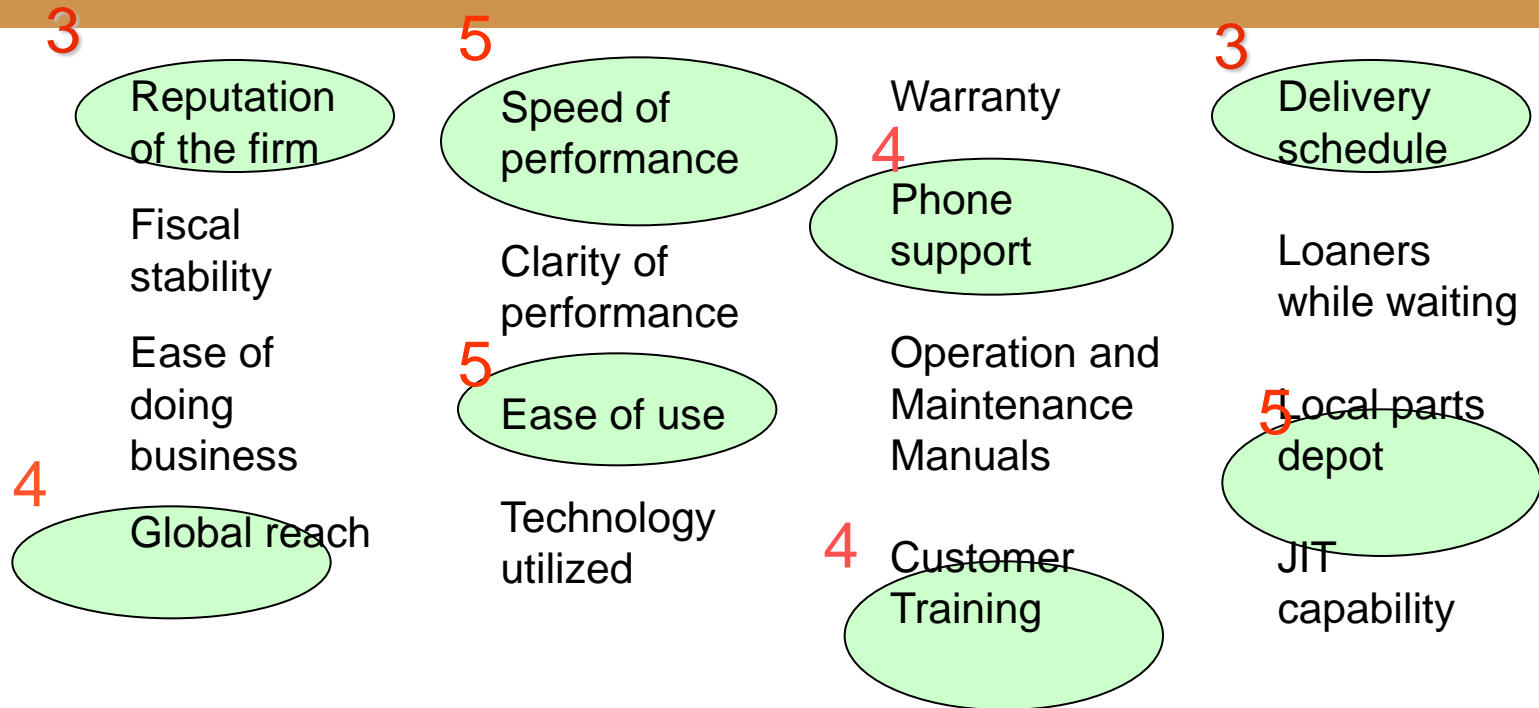 3
Reputation
of the firm
Fiscal
stability
Ease of
doing
business
4
Global reach
5
Speed of
performance
Clarity of
performance
5
Ease of use
Technology
utilized
Warranty
4
Phone
support
Operation and
Maintenance
Manuals
4
Customer
Training
3
Delivery
schedule
Loaners
while waiting
5
Local parts
depot
JIT
capability